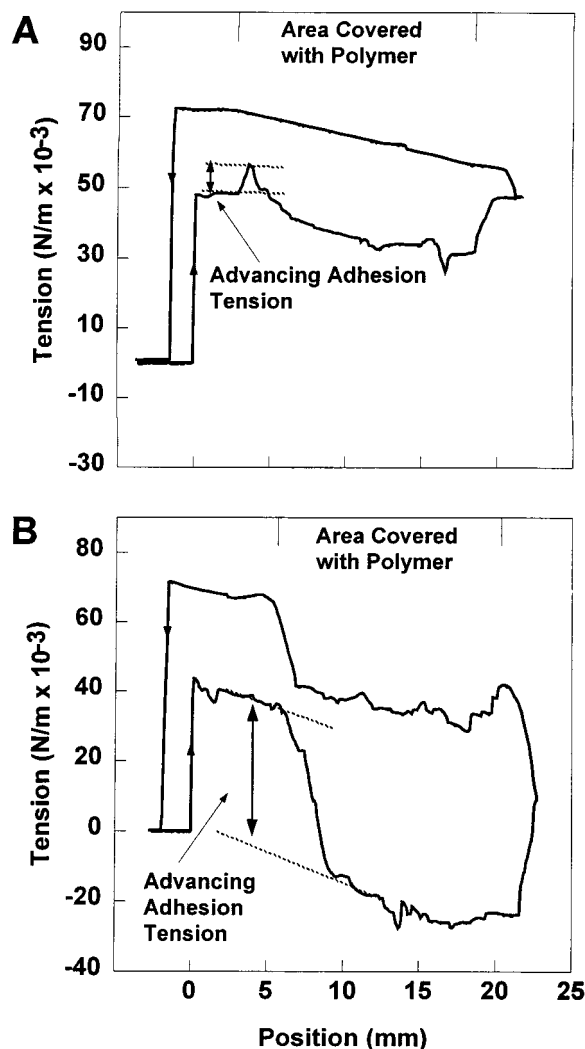 A
Area Covered
with Polymer
90
70
50
30
10
-10
-30
Tension (N/m x 10-3)
Advancing Adhesion
Tension
B
Area Covered
with Polymer
80
60
40
20
0
-20
-40
Tension (N/m x 10-3)
Advancing
Adhesion
Tension
0 5 10 15 20 25
Position (mm)